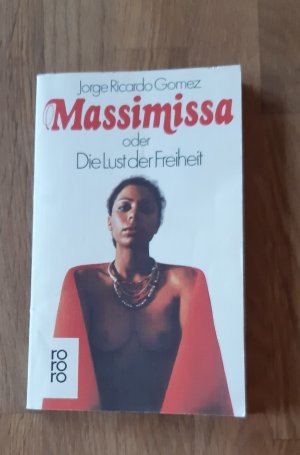 Jorge Ricardo Gomez
Massimissa
oder
Die Lust der Freiheit
ro
ro
ro